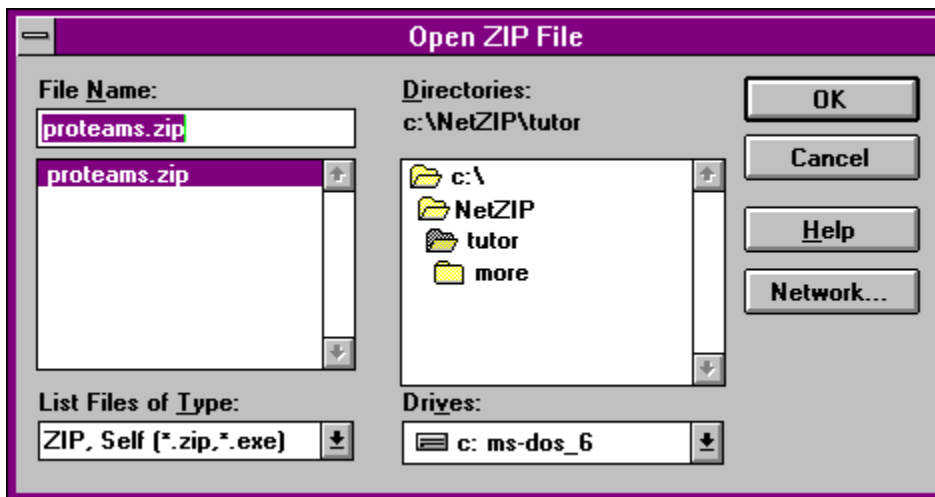 Open ZIP File
File Name:
proteams.zip
proteams.zip
List Files of Type:
ZIP, Self (*.zip,*.exe)
Directories:
c:\NetZIP\tutor
c:\
NetZIP
tutor
more
Drives:
c: ms-dos_6
OK
Cancel
Help
Network...